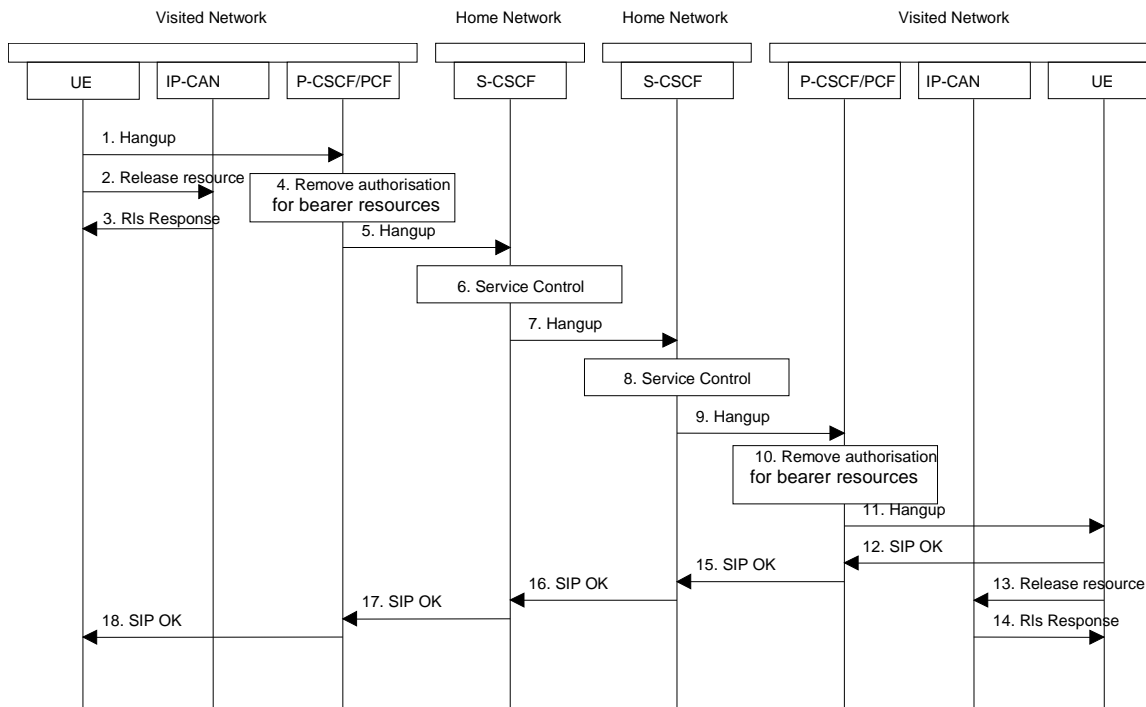 Visited Network
Home Network
Home Network
Visited Network
UE
IP-CAN
P-CSCF/PCF
S-CSCF
S-CSCF
P-CSCF/PCF
IP-CAN
UE
1. Hangup
2. Release resource
3. Rls Response
4. Remove authorisation
for bearer resources
5. Hangup
6. Service Control
7. Hangup
8. Service Control
9. Hangup
10. Remove authorisation
for bearer resources
11. Hangup
12. SIP OK
15. SIP OK
16. SIP OK
13. Release resource
17. SIP OK
18. SIP OK
14. Rls Response